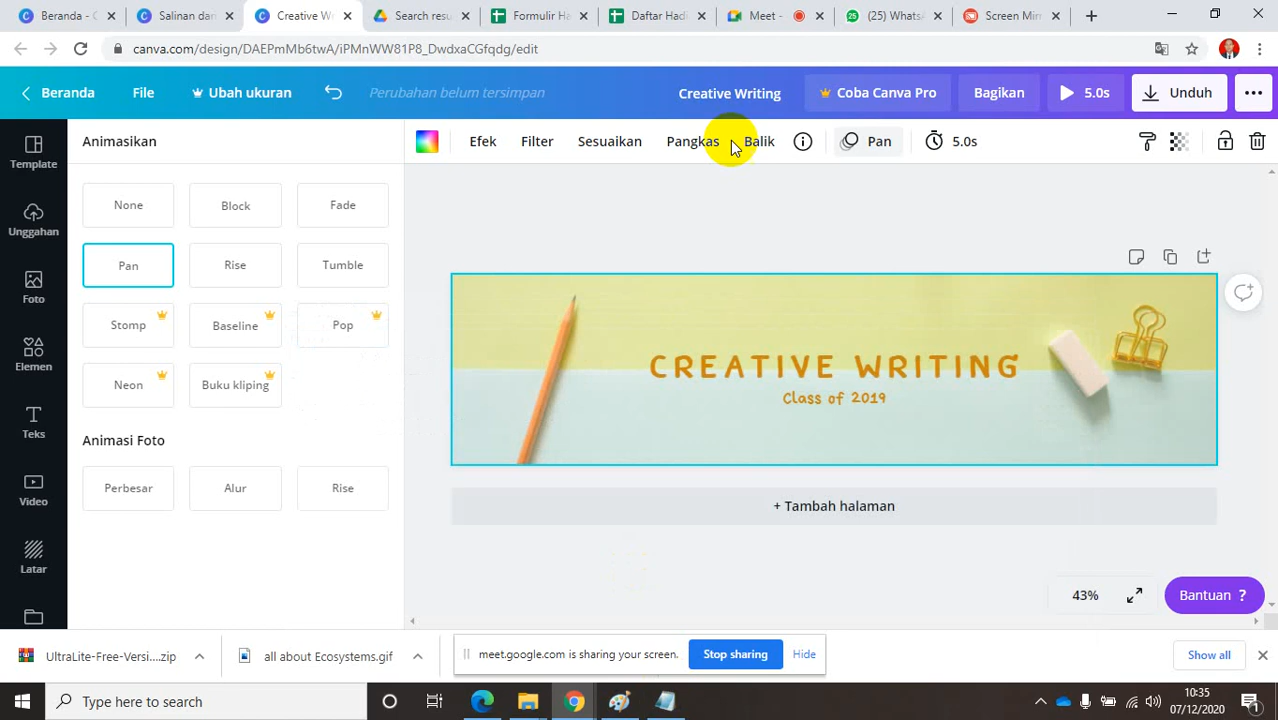 Beranda - C
Salinan dari
Creative Wr
Search resu
Formulir Ha
Daftar Hadi
Meet -
(25) WhatsA
Screen Mirr
canva.com/design/DAEPmMb6twA/iPMnWW81P8_DwdxaCGfqdg/edit
Beranda
File
Ubah ukuran
Perubahan belum tersimpan
Creative Writing
Coba Canva Pro
Bagikan
5.0s
Unduh
Template
Unggahan
Foto
Elemen
Teks
Video
Latar
Animasikan
None
Block
Fade
Pan
Rise
Tumble
Stomp
Baseline
Pop
Neon
Buku kliping
Animasi Foto
Perbesar
Alur
Rise
Efek
Filter
Sesuaikan
Pangkas
Balik
Pan
5.0s
CREATIVE WRITING
Class of 2019
+ Tambah halaman
43%
Bantuan ?
UltraLite-Free-Versi....zip
all about Ecosystems.gif
meet.google.com is sharing your screen.
Stop sharing
Hide
Show all
Type here to search
10:35
07/12/2020
1